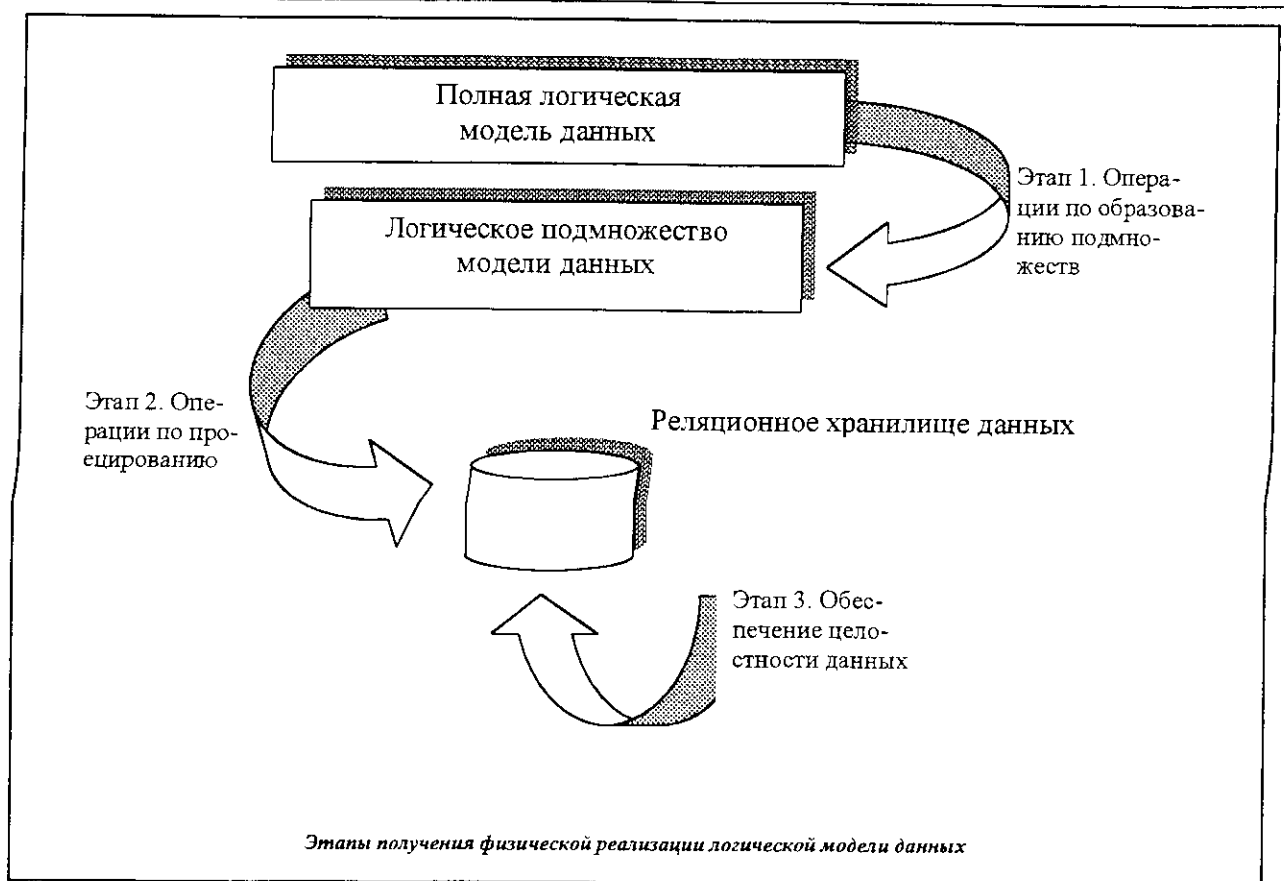 Полная логическая
модель данных
Этап 1. Опера-
ции по образова-
нию подмно-
жеств
Логическое подмножество
модели данных
Этап 2. Опе-
рации по про-
ецированию
Реляционное хранилище данных
Этап 3. Обес-
печение цело-
стности данных
Этапы получения физической реализации логической модели данных